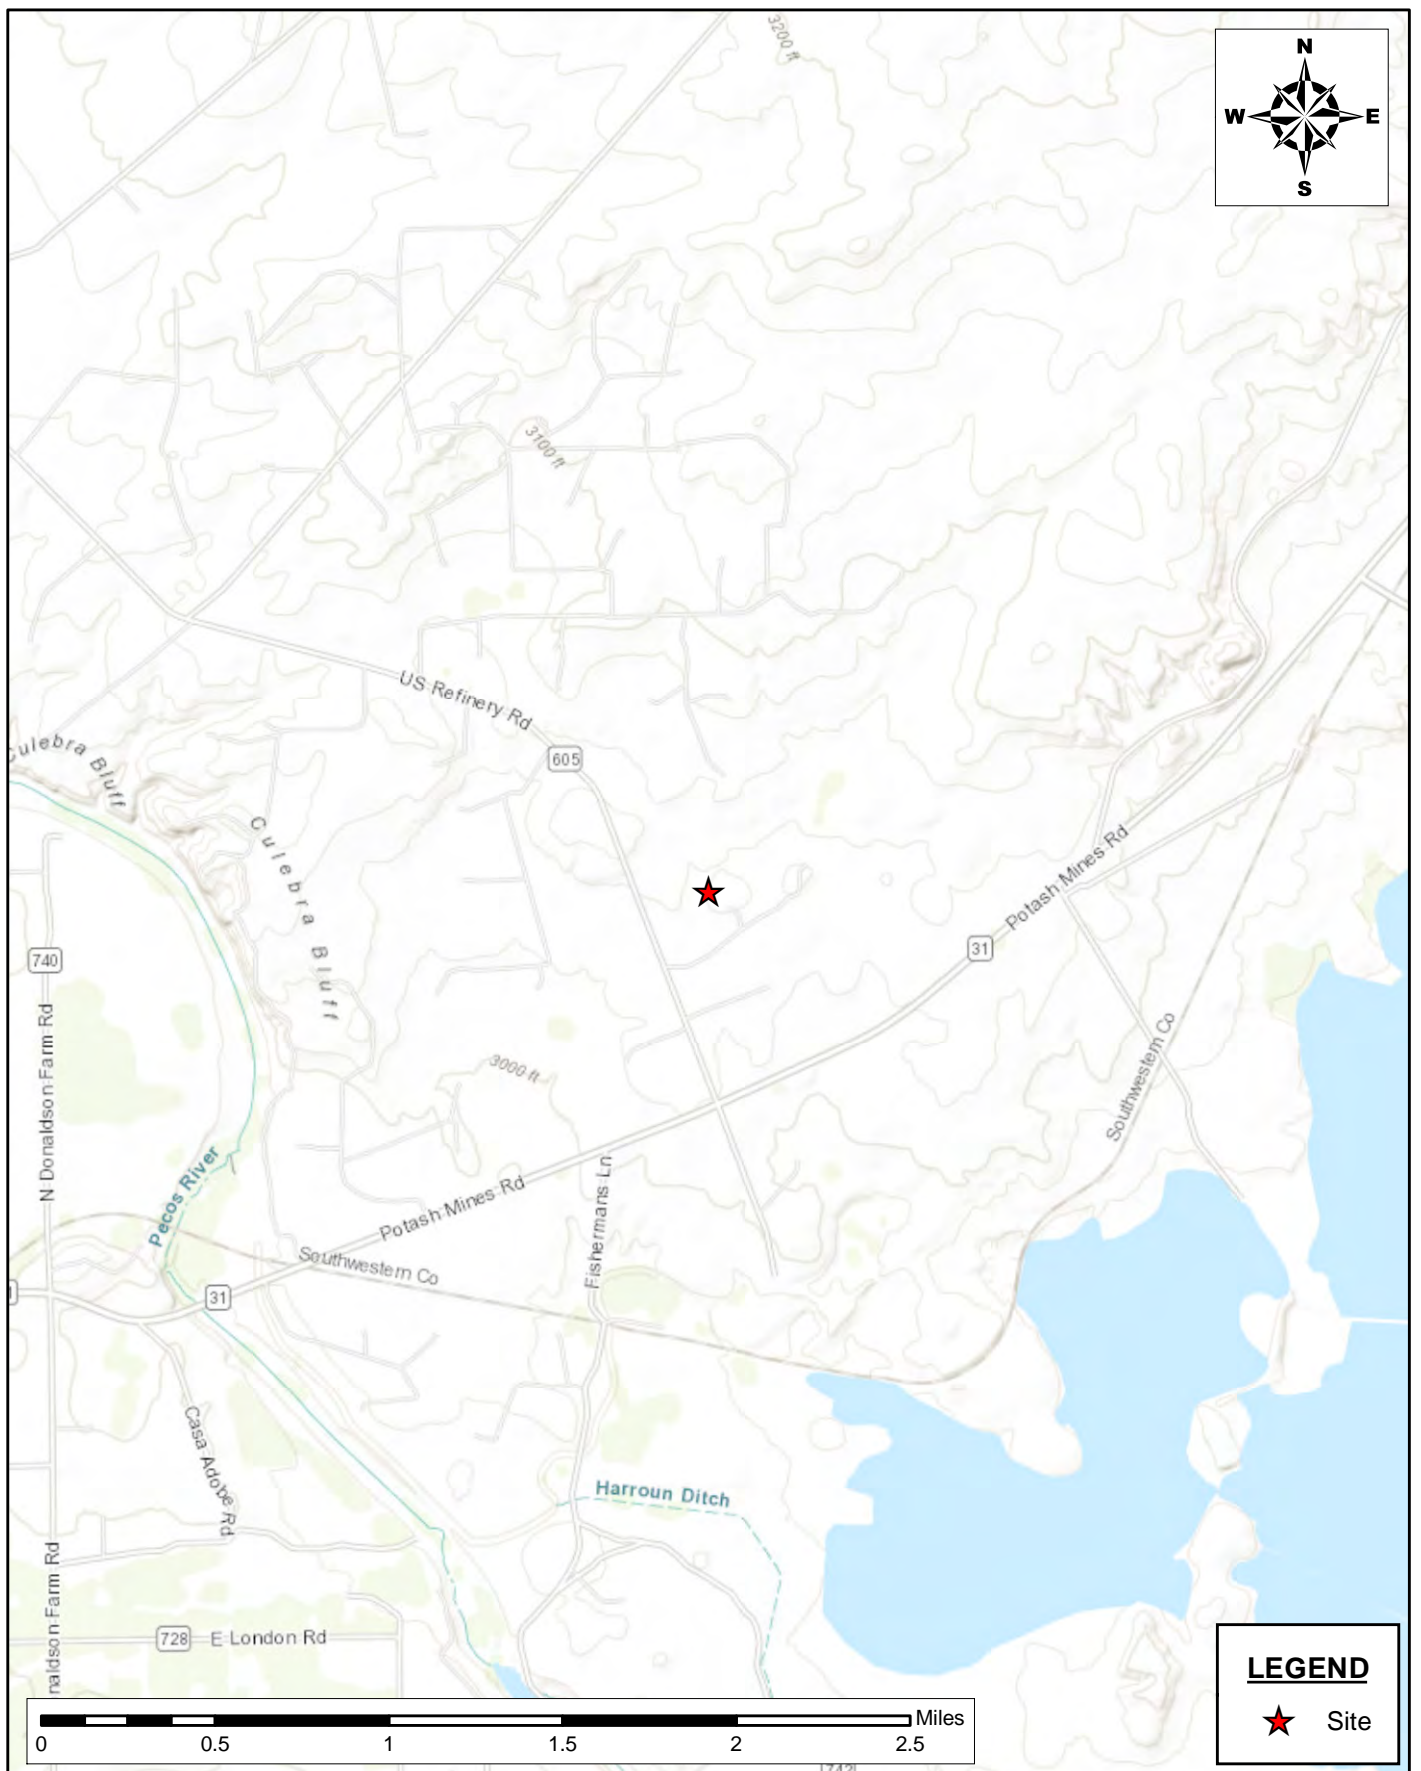 3200 ft
N
W
E
S
3100 ft
US Refinery Rd
605
Culebra Bluff
Culebra Bluff
Potash Mines Rd
31
740
N Donaldson Farm Rd
3000 ft
Southwestern Co
Pecos River
Fishermans Ln
Potash Mines Rd
Southwestern Co
31
Casa Adobe Rd
Harroun Ditch
naldson Farm Rd
728 E London Rd
LEGEND
Site
Miles
0 0.5 1 1.5 2 2.5